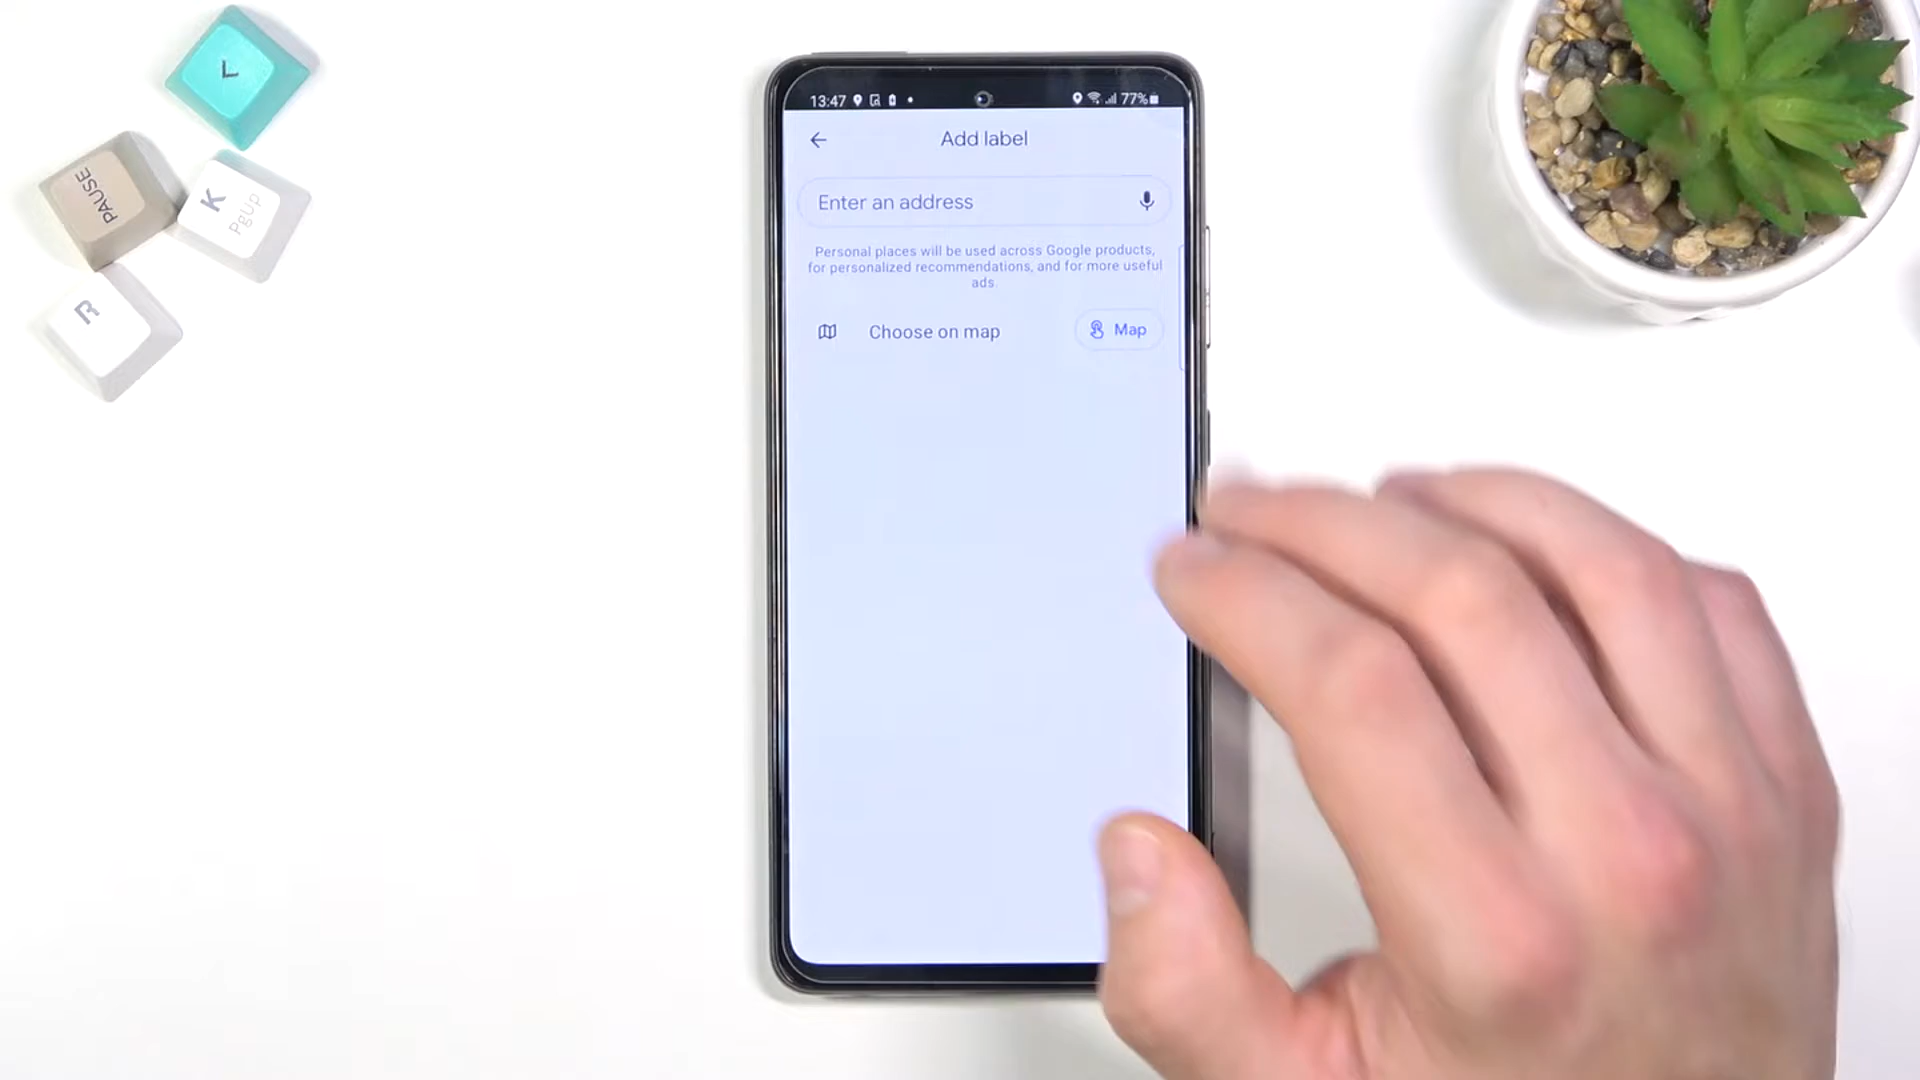 L
PAUSE
K
PgUp
R
13:47
77%
Add label
Enter an address
Personal places will be used across Google products,
for personalized recommendations, and for more useful
ads.
Choose on map
Map